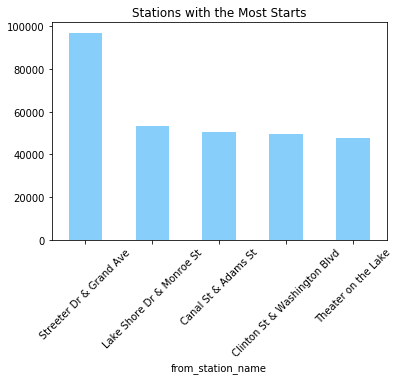 Stations with the Most Starts
100000
80000
60000
40000
20000
0
Streeter Dr & Grand Ave
Lake Shore Dr & Monroe St
Canal St & Adams St
Clinton St & Washington Blvd
Theater on the Lake
from_station_name